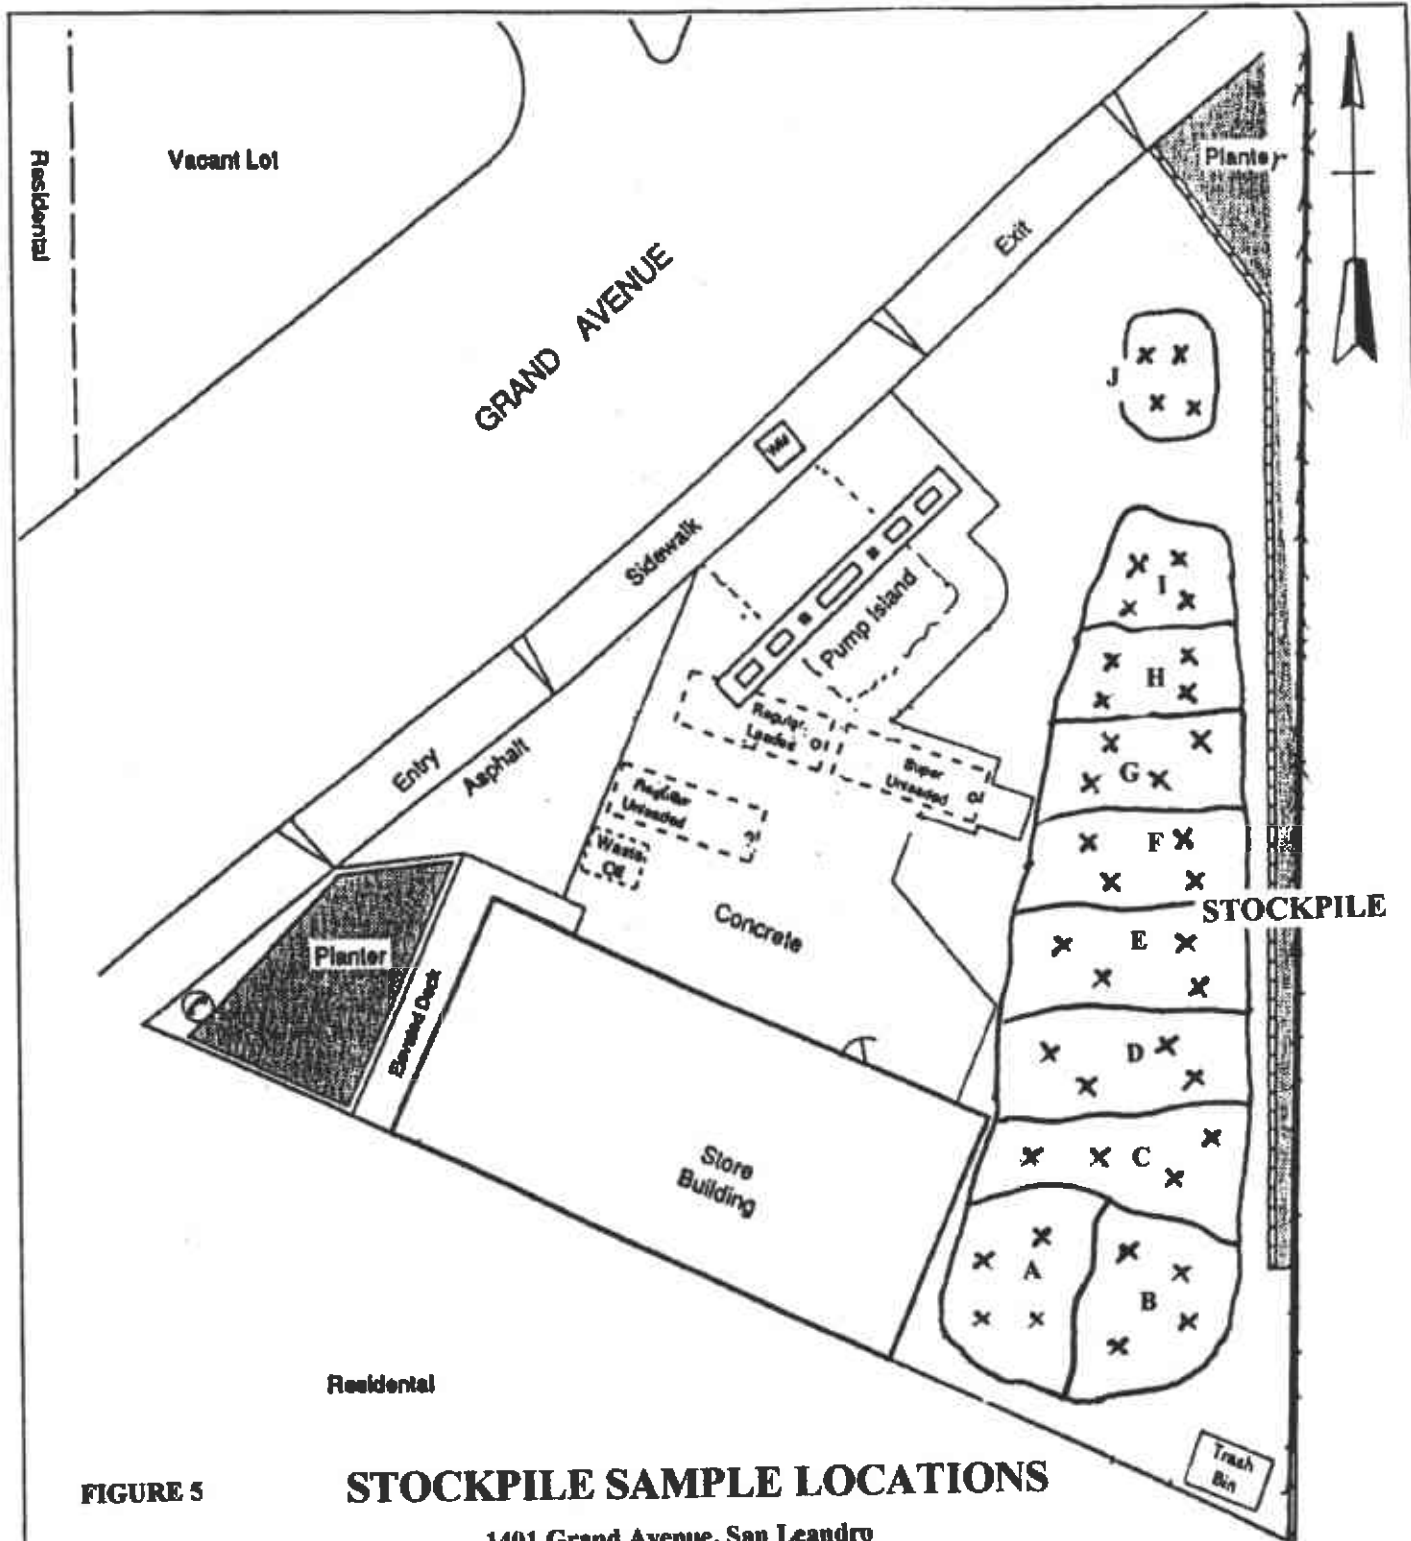 Residental
Vacant Lot
GRAND AVENUE
Exit
Planter
J
WM
Sidewalk
Pump Island
I
H
G
F
E
D
C
A
B
STOCKPILE
Regular
Leaded
Super
Unleaded
Regular
Unleaded
Waste
Oil
Entry
Asphalt
Concrete
Planter
Elevated Deck
Store
Building
Residental
Trash
Bin
FIGURE 5
STOCKPILE SAMPLE LOCATIONS
1401 Grand Avenue, San Leandro